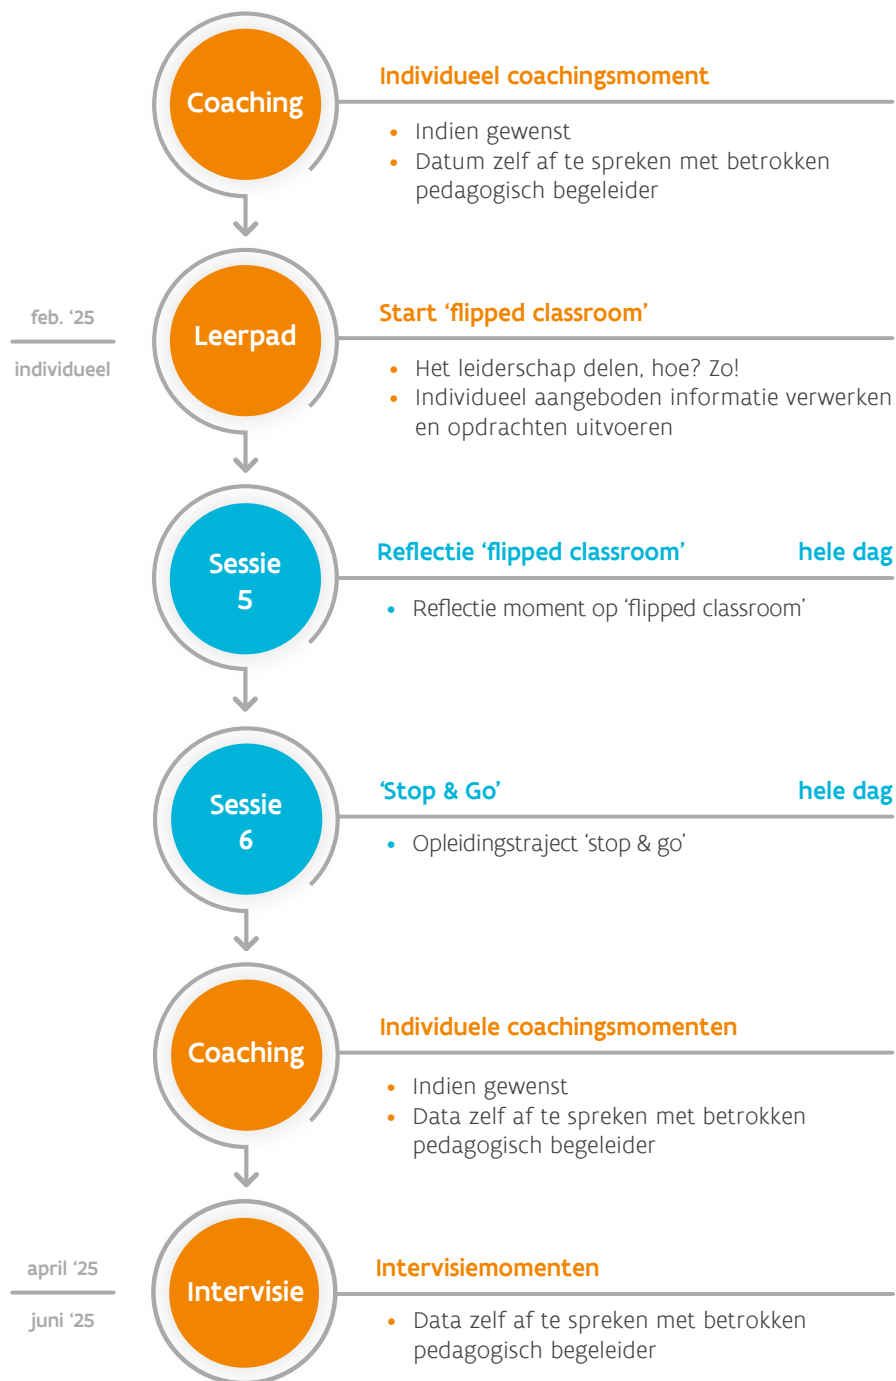 Coaching
Individueel coachingsmoment
• Indien gewenst
• Datum zelf af te spreken met betrokken
pedagogisch begeleider
feb. ‘25
individueel
Leerpad
Start ‘flipped classroom’
• Het leiderschap delen, hoe? Zo!
• Individueel aangeboden informatie verwerken
en opdrachten uitvoeren
Sessie
5
Reflectie ‘flipped classroom’ hele dag
• Reflectie moment op ‘flipped classroom’
Sessie
6
‘Stop & Go’ hele dag
• Opleidingstraject ‘stop & go’
Coaching
Individuele coachingsmomenten
• Indien gewenst
• Data zelf af te spreken met betrokken
pedagogisch begeleider
april ‘25
juni ‘25
Intervisie
Intervisiemomenten
• Data zelf af te spreken met betrokken
pedagogisch begeleider